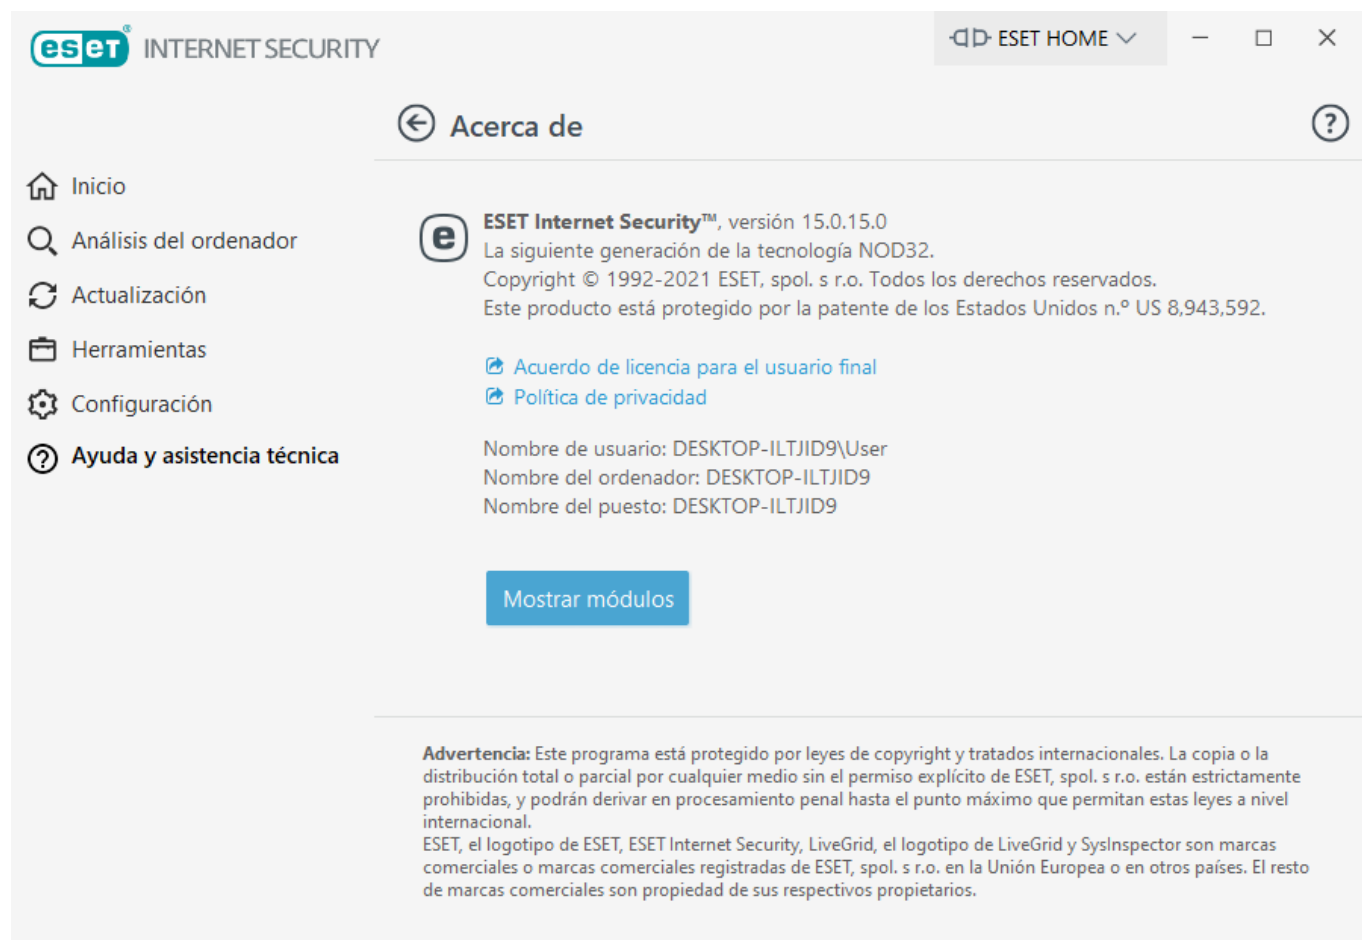 eset® INTERNET SECURITY
ESET HOME
Acerca de
?
Inicio
Análisis del ordenador
Actualización
Herramientas
Configuración
Ayuda y asistencia técnica
e
ESET Internet Security™, versión 15.0.15.0
La siguiente generación de la tecnología NOD32.
Copyright © 1992-2021 ESET, spol. s r.o. Todos los derechos reservados.
Este producto está protegido por la patente de los Estados Unidos n.º US 8,943,592.
Acuerdo de licencia para el usuario final
Política de privacidad
Nombre de usuario: DESKTOP-ILTJID9\User
Nombre del ordenador: DESKTOP-ILTJID9
Nombre del puesto: DESKTOP-ILTJID9
Mostrar módulos
Advertencia: Este programa está protegido por leyes de copyright y tratados internacionales. La copia o la
distribución total o parcial por cualquier medio sin el permiso explícito de ESET, spol. s r.o. están estrictamente
prohibidas, y podrán derivar en procesamiento penal hasta el punto máximo que permitan estas leyes a nivel
internacional.
ESET, el logotipo de ESET, ESET Internet Security, LiveGrid, el logotipo de LiveGrid y SysInspector son marcas
comerciales o marcas comerciales registradas de ESET, spol. s r.o. en la Unión Europea o en otros países. El resto
de marcas comerciales son propiedad de sus respectivos propietarios.